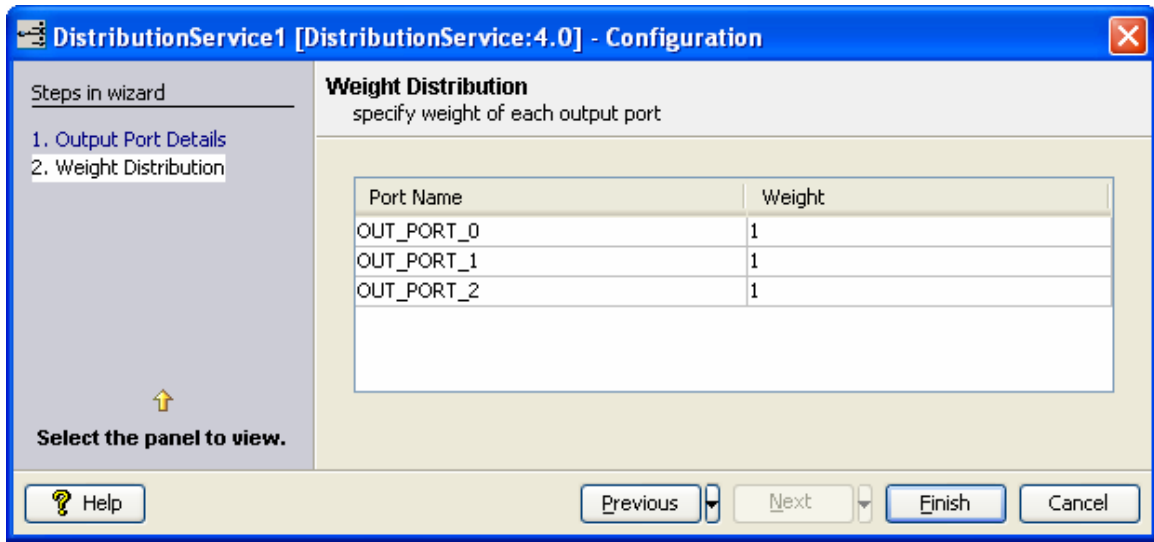 DistributionService1 [DistributionService:4.0] - Configuration
Steps in wizard
1. Output Port Details
2. Weight Distribution
Select the panel to view.
Weight Distribution
specify weight of each output port
Port Name Weight
OUT_PORT_0 1
OUT_PORT_1 1
OUT_PORT_2 1
Help Previous Next Finish Cancel